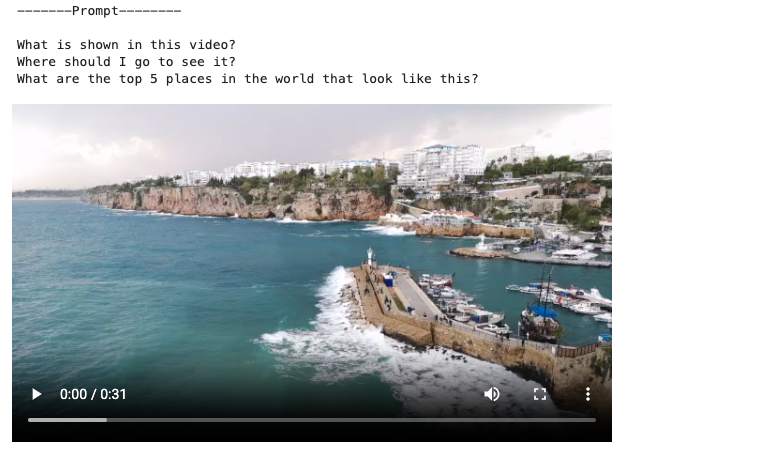 -------Prompt--------
What is shown in this video?
Where should I go to see it?
What are the top 5 places in the world that look like this?
0:00 / 0:31